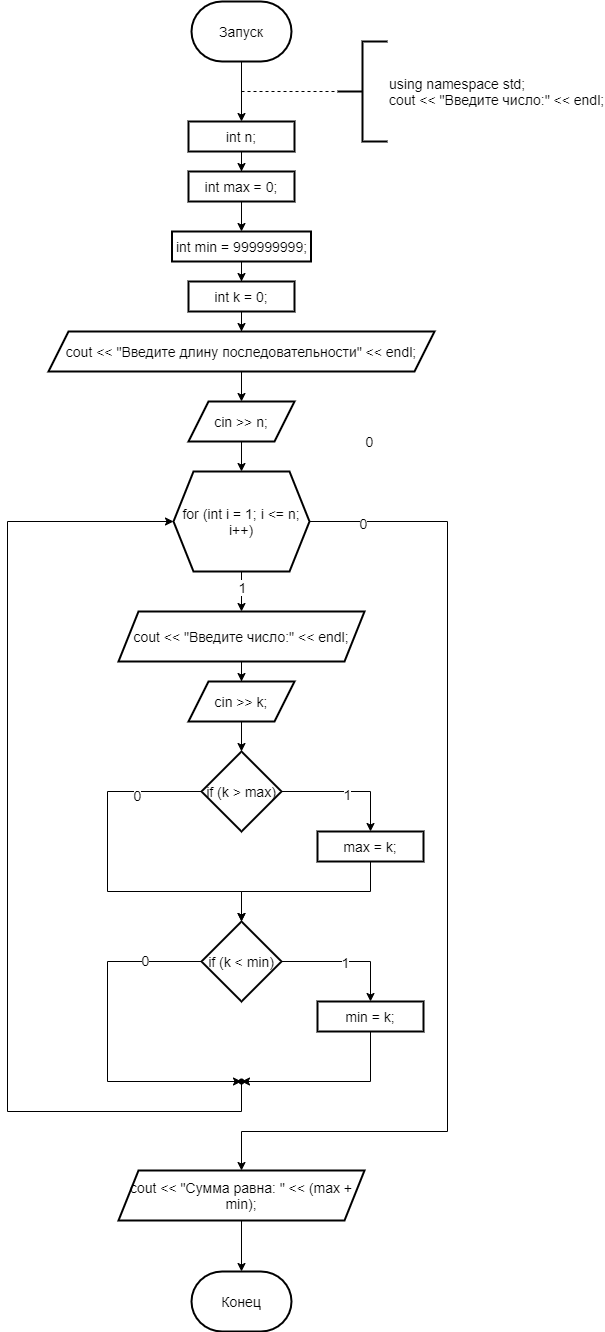 Запуск
using namespace std;
cout << "Введите число:" << endl;
int n;
int max = 0;
int min = 999999999;
int k = 0;
cout << "Введите длину последовательности" << endl;
cin >> n;
0
for (int i = 1; i <= n;
i++)
0
1
cout << "Введите число:" << endl;
cin >> k;
if (k > max)
0
1
max = k;
if (k < min)
0
1
min = k;
cout << "Сумма равна: " << (max +
min);
Конец